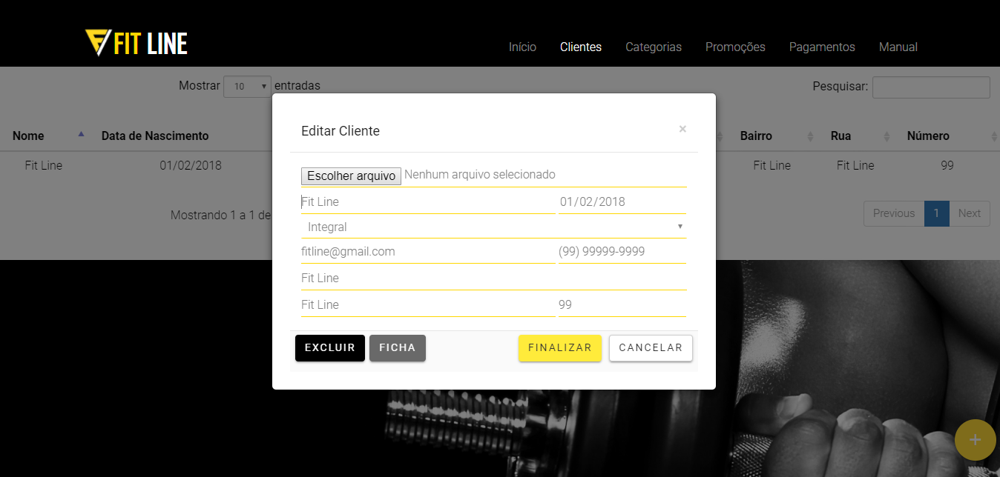 FIT LINE
Início Clientes Categorias Promoções Pagamentos Manual
Mostrar 10 entradas
Pesquisar:
Nome Data de Nascimento Bairro Rua Número
Fit Line 01/02/2018 Fit Line Fit Line 99
Mostrando 1 a 1 de
Previous 1 Next
Editar Cliente ×
Escolher arquivo Nenhum arquivo selecionado
Fit Line 01/02/2018
Integral
fitline@gmail.com (99) 99999-9999
Fit Line
Fit Line 99
EXCLUIR FICHA FINALIZAR CANCELAR
+